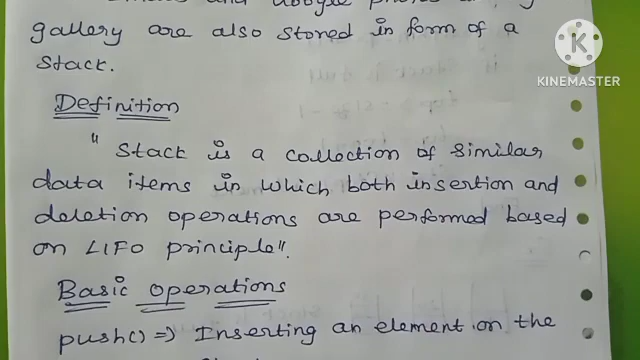 and Google
gallery are also stored in form of a
stack.
Definition
" Stack is a collection of similar
data items in which both insertion and
deletion operations are performed based
on LIFO principle".
Basic operations
push() => Inserting an element on the
KINEMASTER